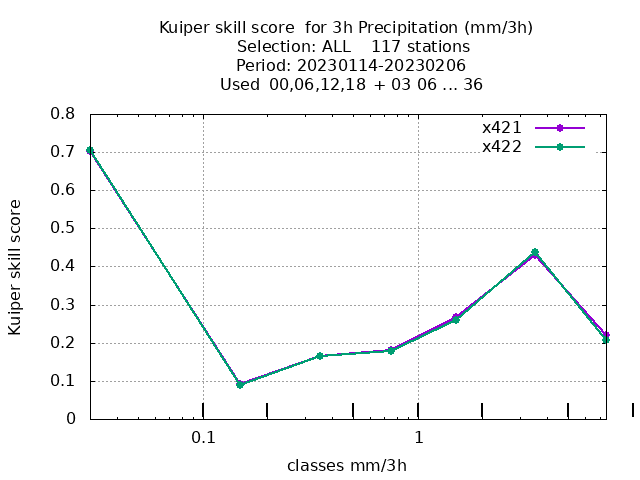 Kuiper skill score  for 3h Precipitation (mm/3h)
Selection: ALL    117 stations
Period: 20230114-20230206
Used  00,06,12,18  + 03 06 ... 36
x421
x422
0.8
0.7
0.6
0.5
0.4
0.3
0.2
0.1
0
Kuiper skill score
0.1
1
classes mm/3h